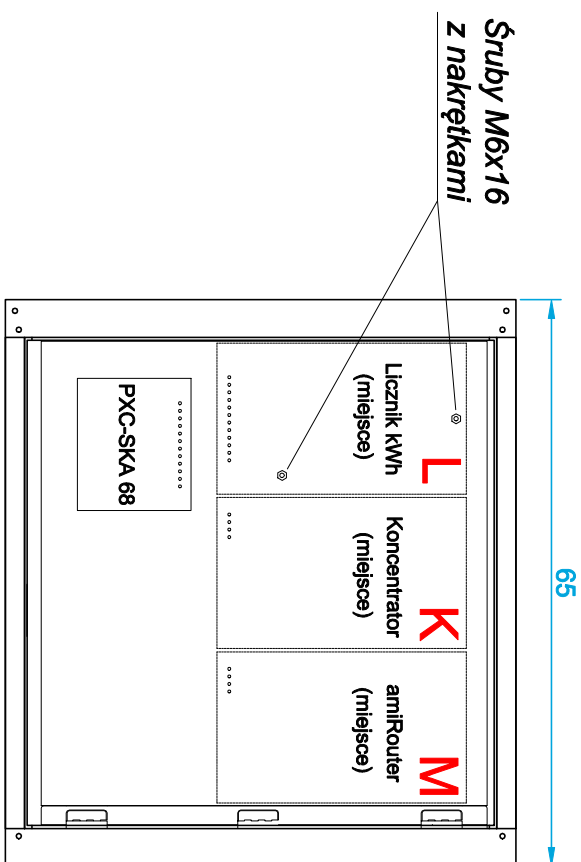 Śruby M6x16
z nakrętkami
65
L
Licznik kWh
(miejsce)
K
Koncentrator
(miejsce)
M
amiRouter
(miejsce)
PXC-SKA 68